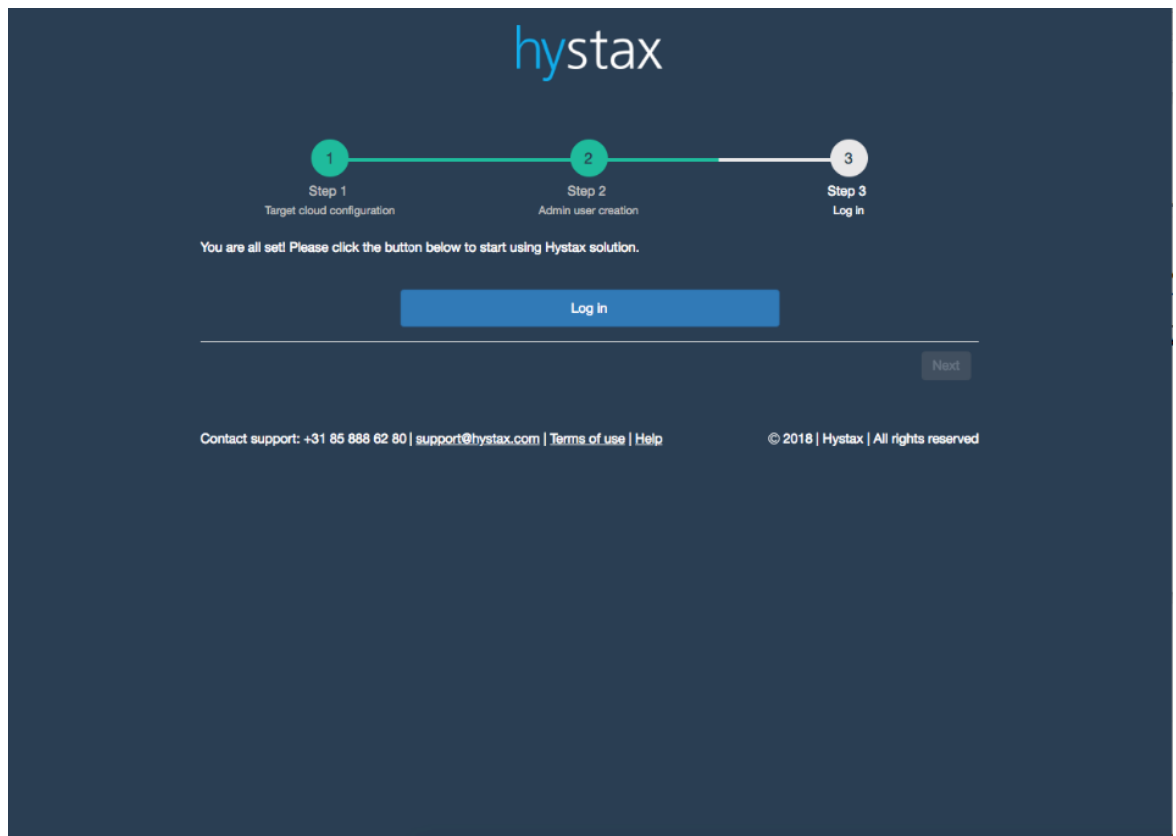 hystax
1 2 3
Step 1 Step 2 Step 3
Target cloud configuration Admin user creation Log in
You are all set! Please click the button below to start using Hystax solution.
Log in
Next
Contact support: +31 85 888 62 80 | support@hystax.com | Terms of use | Help © 2018 | Hystax | All rights reserved